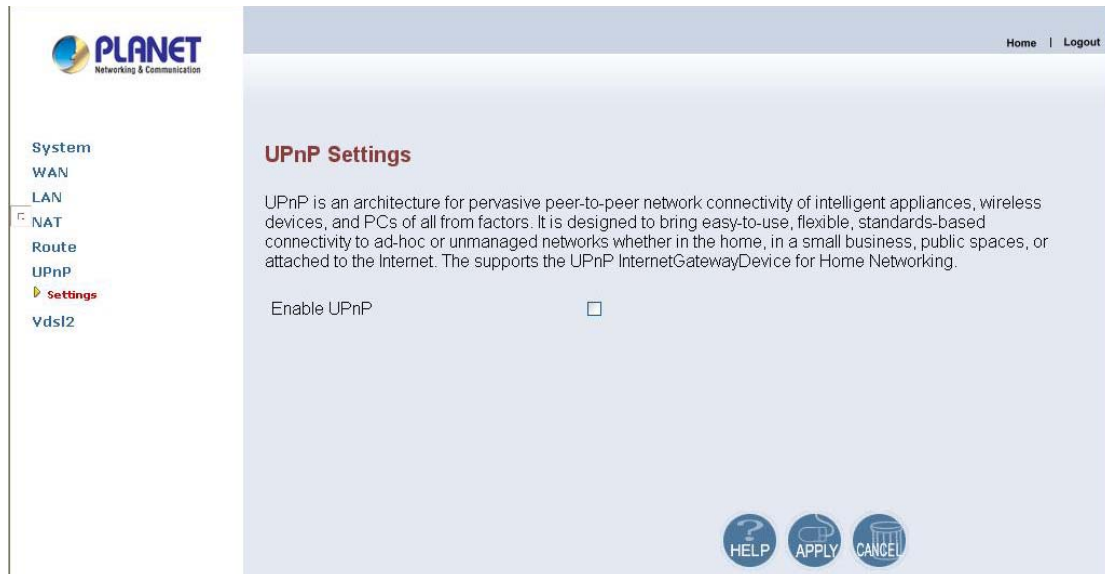 PLANET
Networking & Communication
Home | Logout
System
WAN
LAN
NAT
Route
UPnP
Settings
Vdsl2
UPnP Settings
UPnP is an architecture for pervasive peer-to-peer network connectivity of intelligent appliances, wireless
devices, and PCs of all from factors. It is designed to bring easy-to-use, flexible, standards-based
connectivity to ad-hoc or unmanaged networks whether in the home, in a small business, public spaces, or
attached to the Internet. The supports the UPnP InternetGatewayDevice for Home Networking.
Enable UPnP
HELP
APPLY
CANCEL